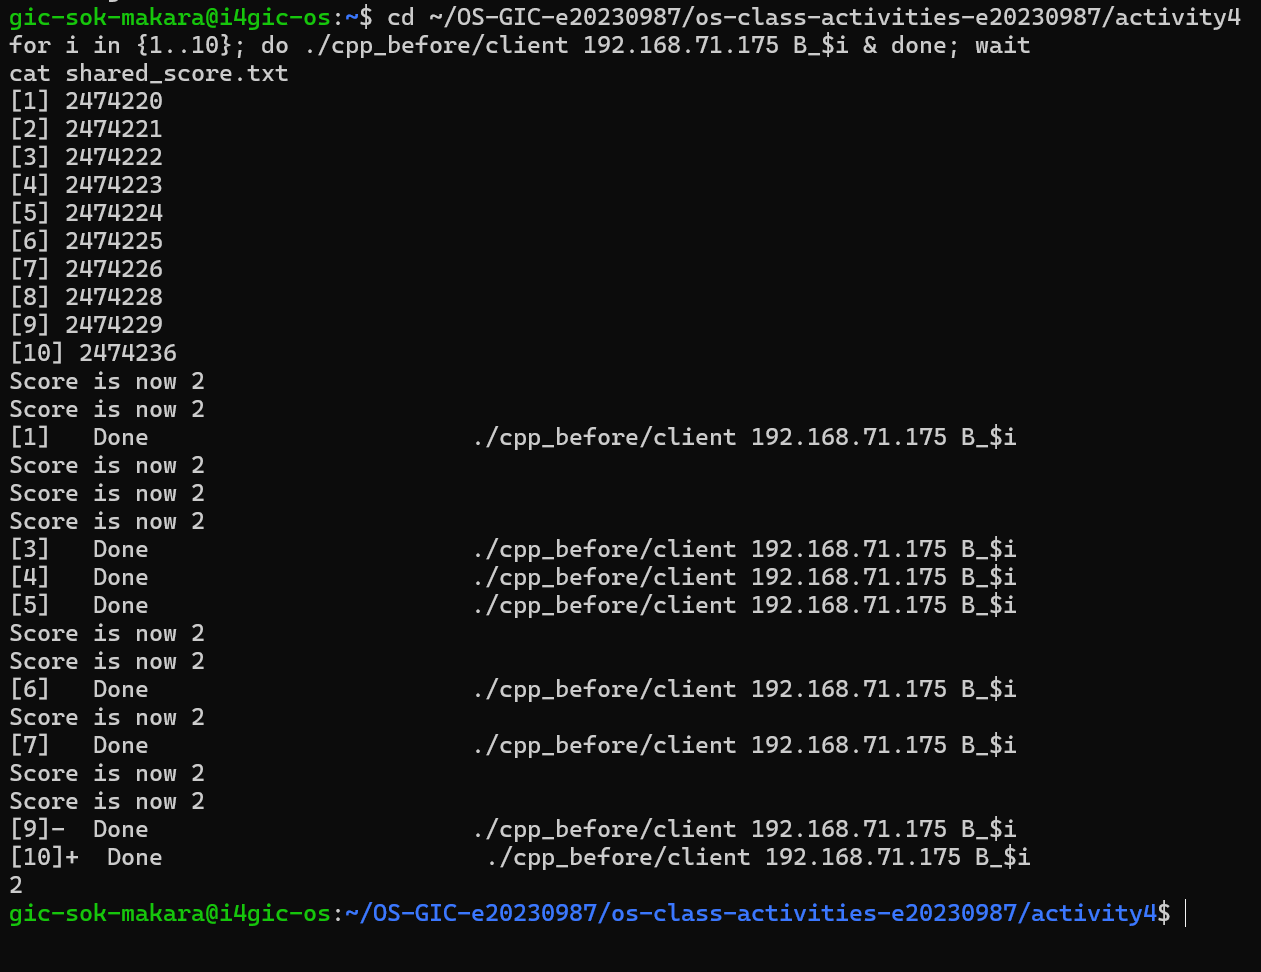 gic-sok-makara@i4gic-os:~$ cd ~/OS-GIC-e20230987/os-class-activities-e20230987/activity4
for i in {1..10}; do ./cpp_before/client 192.168.71.175 B_$i & done; wait
cat shared_score.txt
[1] 2474220
[2] 2474221
[3] 2474222
[4] 2474223
[5] 2474224
[6] 2474225
[7] 2474226
[8] 2474228
[9] 2474229
[10] 2474236
Score is now 2
Score is now 2
[1]   Done                       ./cpp_before/client 192.168.71.175 B_$i
Score is now 2
Score is now 2
Score is now 2
[3]   Done                       ./cpp_before/client 192.168.71.175 B_$i
[4]   Done                       ./cpp_before/client 192.168.71.175 B_$i
[5]   Done                       ./cpp_before/client 192.168.71.175 B_$i
Score is now 2
Score is now 2
[6]   Done                       ./cpp_before/client 192.168.71.175 B_$i
Score is now 2
[7]   Done                       ./cpp_before/client 192.168.71.175 B_$i
Score is now 2
Score is now 2
[9]-  Done                       ./cpp_before/client 192.168.71.175 B_$i
[10]+  Done                       ./cpp_before/client 192.168.71.175 B_$i
2
gic-sok-makara@i4gic-os:~/OS-GIC-e20230987/os-class-activities-e20230987/activity4$